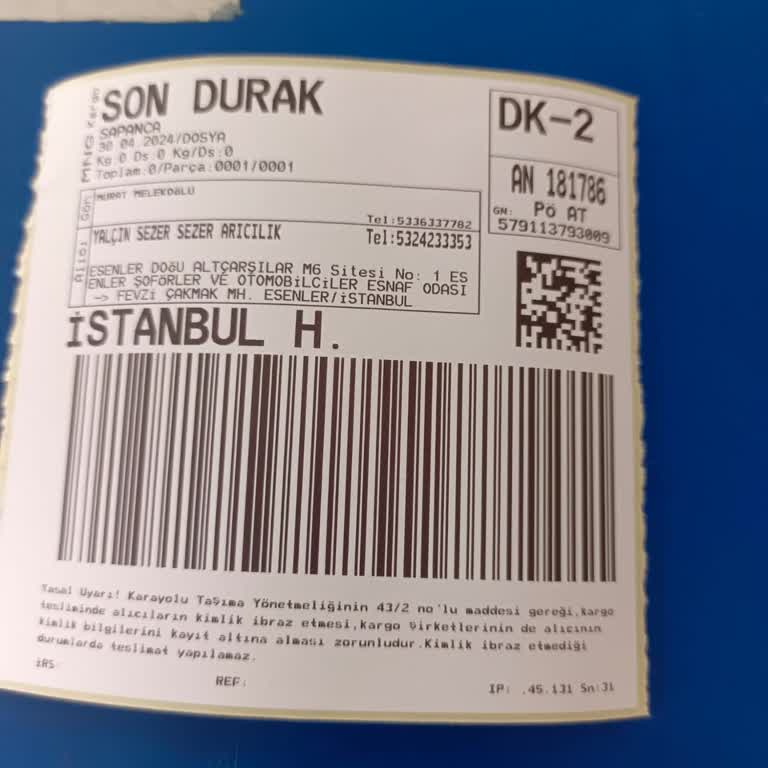 MNG Kargo
SON DURAK
SAPANCA
30 04 2024/DOSYA
Kg:0 Ds:0 Kg/Ds:0
Toplam:0/Parça:0001/0001
DK-2
AN 181786
GN: Pö AT
579113793009
Gön
MURAT MELEKOĞLU
Tel:5336337782
Alıcı
YALÇIN SEZER SEZER ARICILIK
Tel:5324233353
ESENLER DOĞU ALTÇARŞILAR M6 Sitesi No: 1 ES
ENLER ŞOFÖRLER VE OTOMOBİLCİLER ESNAF ODASI
-> FEVZİ ÇAKMAK MH. ESENLER/İSTANBUL
İSTANBUL H.
Yasal Uyarı! Karayolu Taşıma Yönetmeliğinin 43/2 no'lu maddesi gereği,kargo
tesliminde alıcıların kimlik ibraz etmesi,kargo şirketlerinin de alıcının
kimlik bilgilerini kayıt altına alması zorunludur.Kimlik ibraz etmediği
durumlarda teslimat yapılamaz.
İRS:
REF:
IP: .45.131 Sn:31